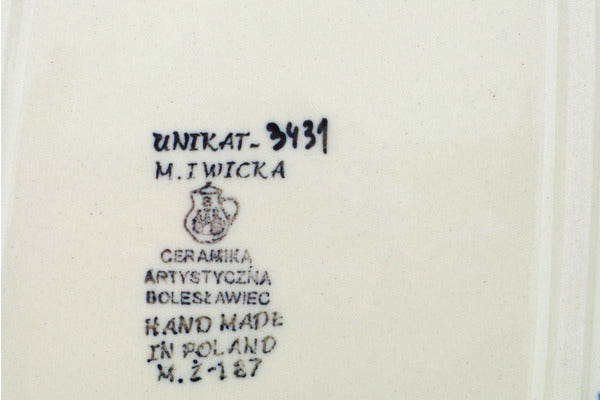 UNIKAT-3431
M.IWICKA
CERAMIKA
ARTYSTYCZNA
BOLESŁAWIEC
HAND MADE
IN POLAND
M.Ż-187